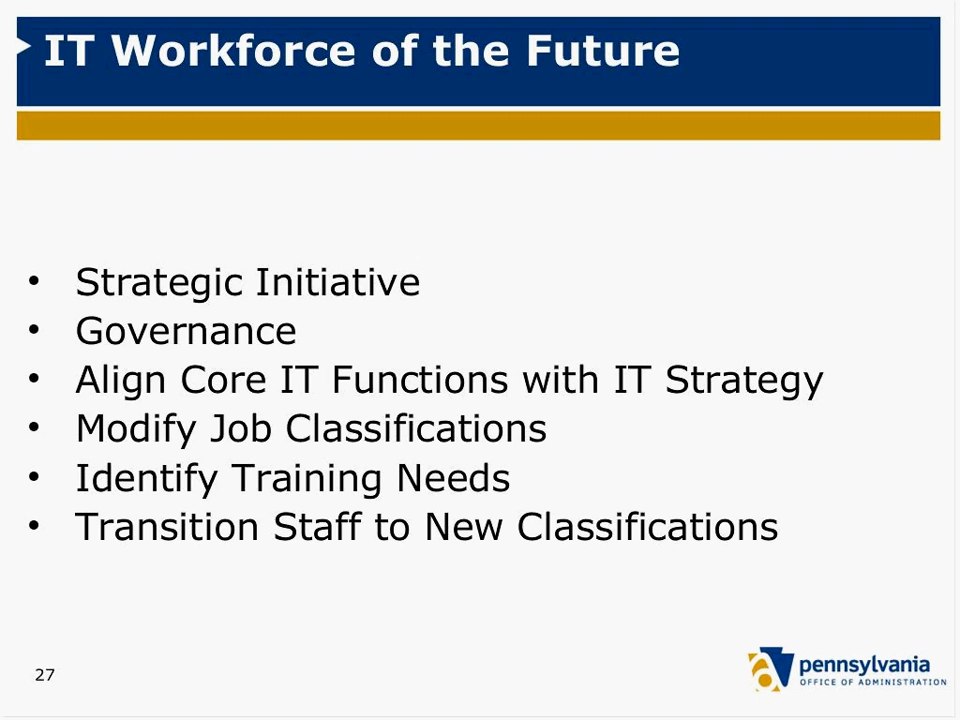 IT Workforce of the Future
• Strategic Initiative
• Governance
• Align Core IT Functions with IT Strategy
• Modify Job Classifications
• Identify Training Needs
• Transition Staff to New Classifications
27
pennsylvania
OFFICE OF ADMINISTRATION